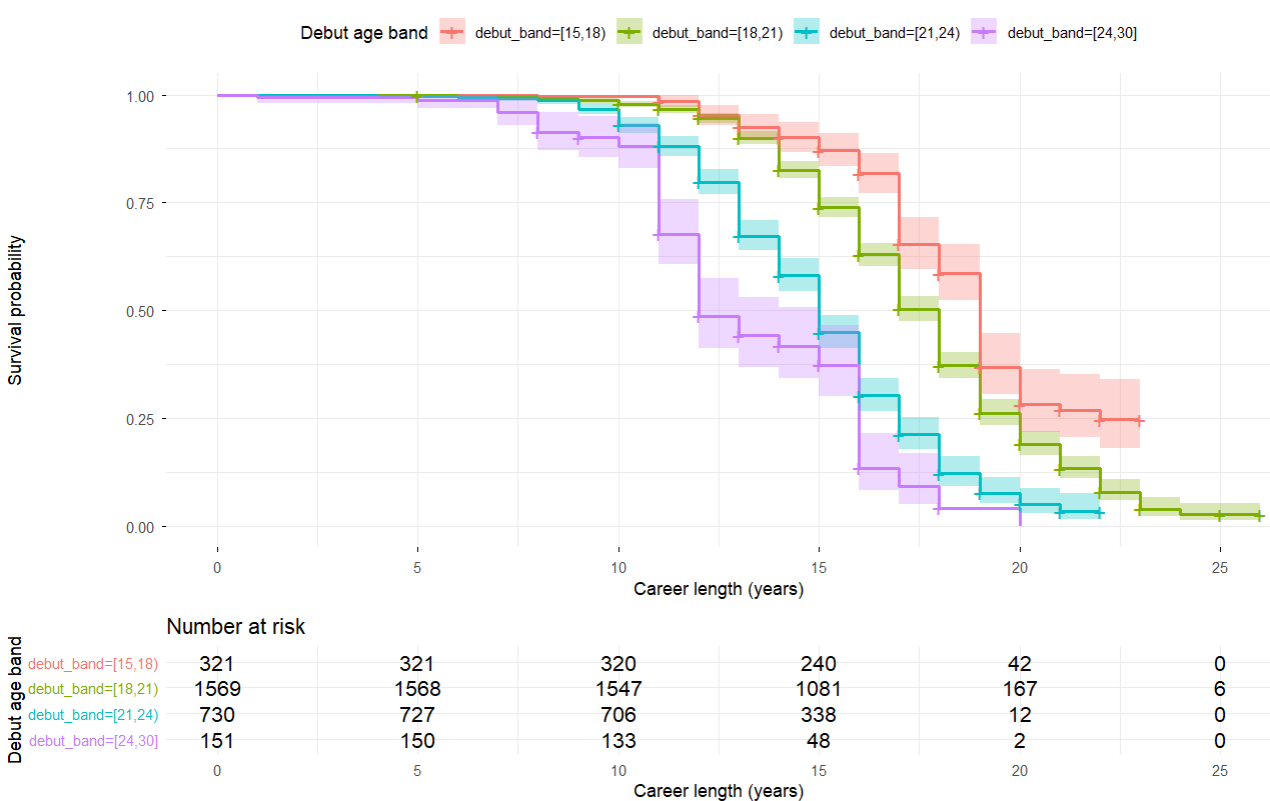 Debut age band debut_band=[15,18) debut_band=[18,21) debut_band=[21,24) debut_band=[24,30]
Survival probability
1.00
0.75
0.50
0.25
0.00
0 5 10 15 20 25
Career length (years)
Number at risk
Debut age band
debut_band=[15,18) 321 321 320 240 42 0
debut_band=[18,21) 1569 1568 1547 1081 167 6
debut_band=[21,24) 730 727 706 338 12 0
debut_band=[24,30] 151 150 133 48 2 0
0 5 10 15 20 25
Career length (years)